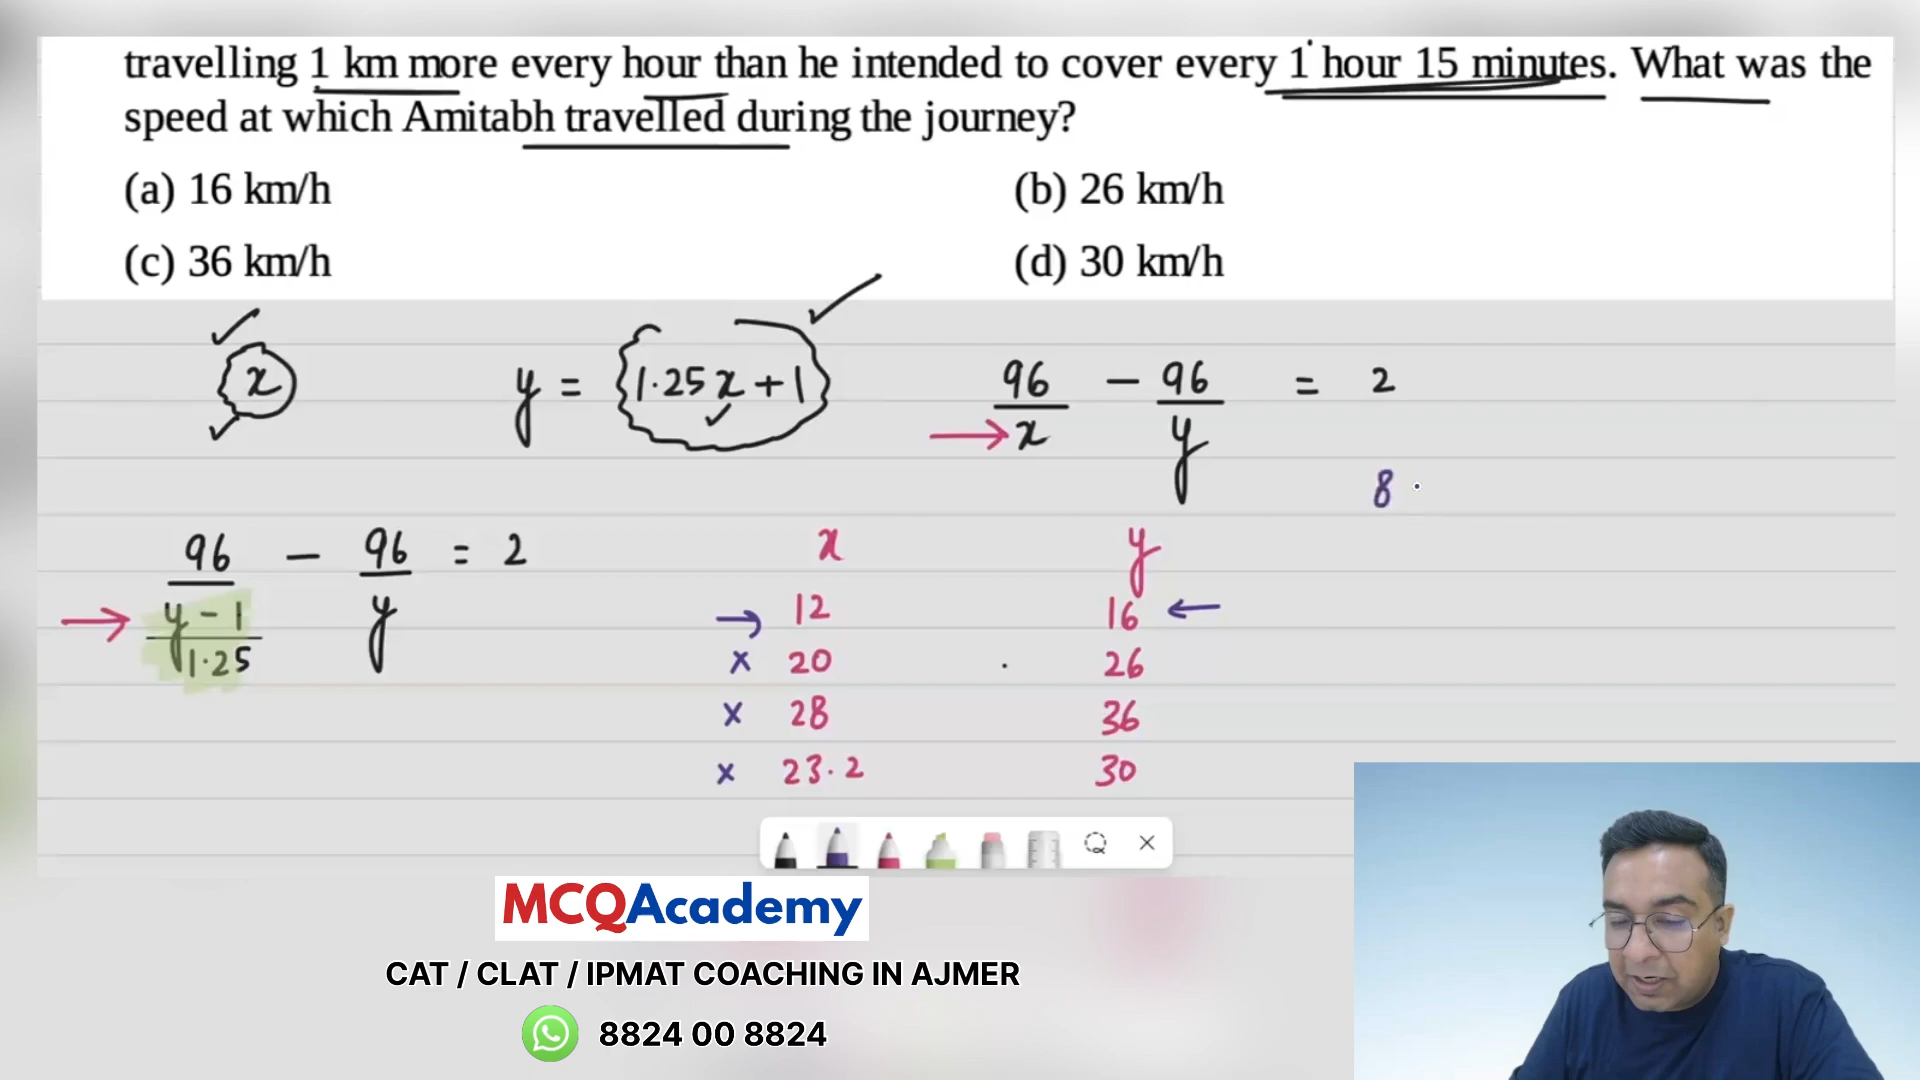 travelling 1 km more every hour than he intended to cover every 1 hour 15 minutes. What was the
speed at which Amitabh travelled during the journey?
(a) 16 km/h
(b) 26 km/h
(c) 36 km/h
(d) 30 km/h
x
y = 1.25x+1
96/x - 96/y = 2
8
96/((y-1)/1.25) - 96/y = 2
x y
12 16
20 26
28 36
23.2 30
MCQAcademy
CAT / CLAT / IPMAT COACHING IN AJMER
8824 00 8824